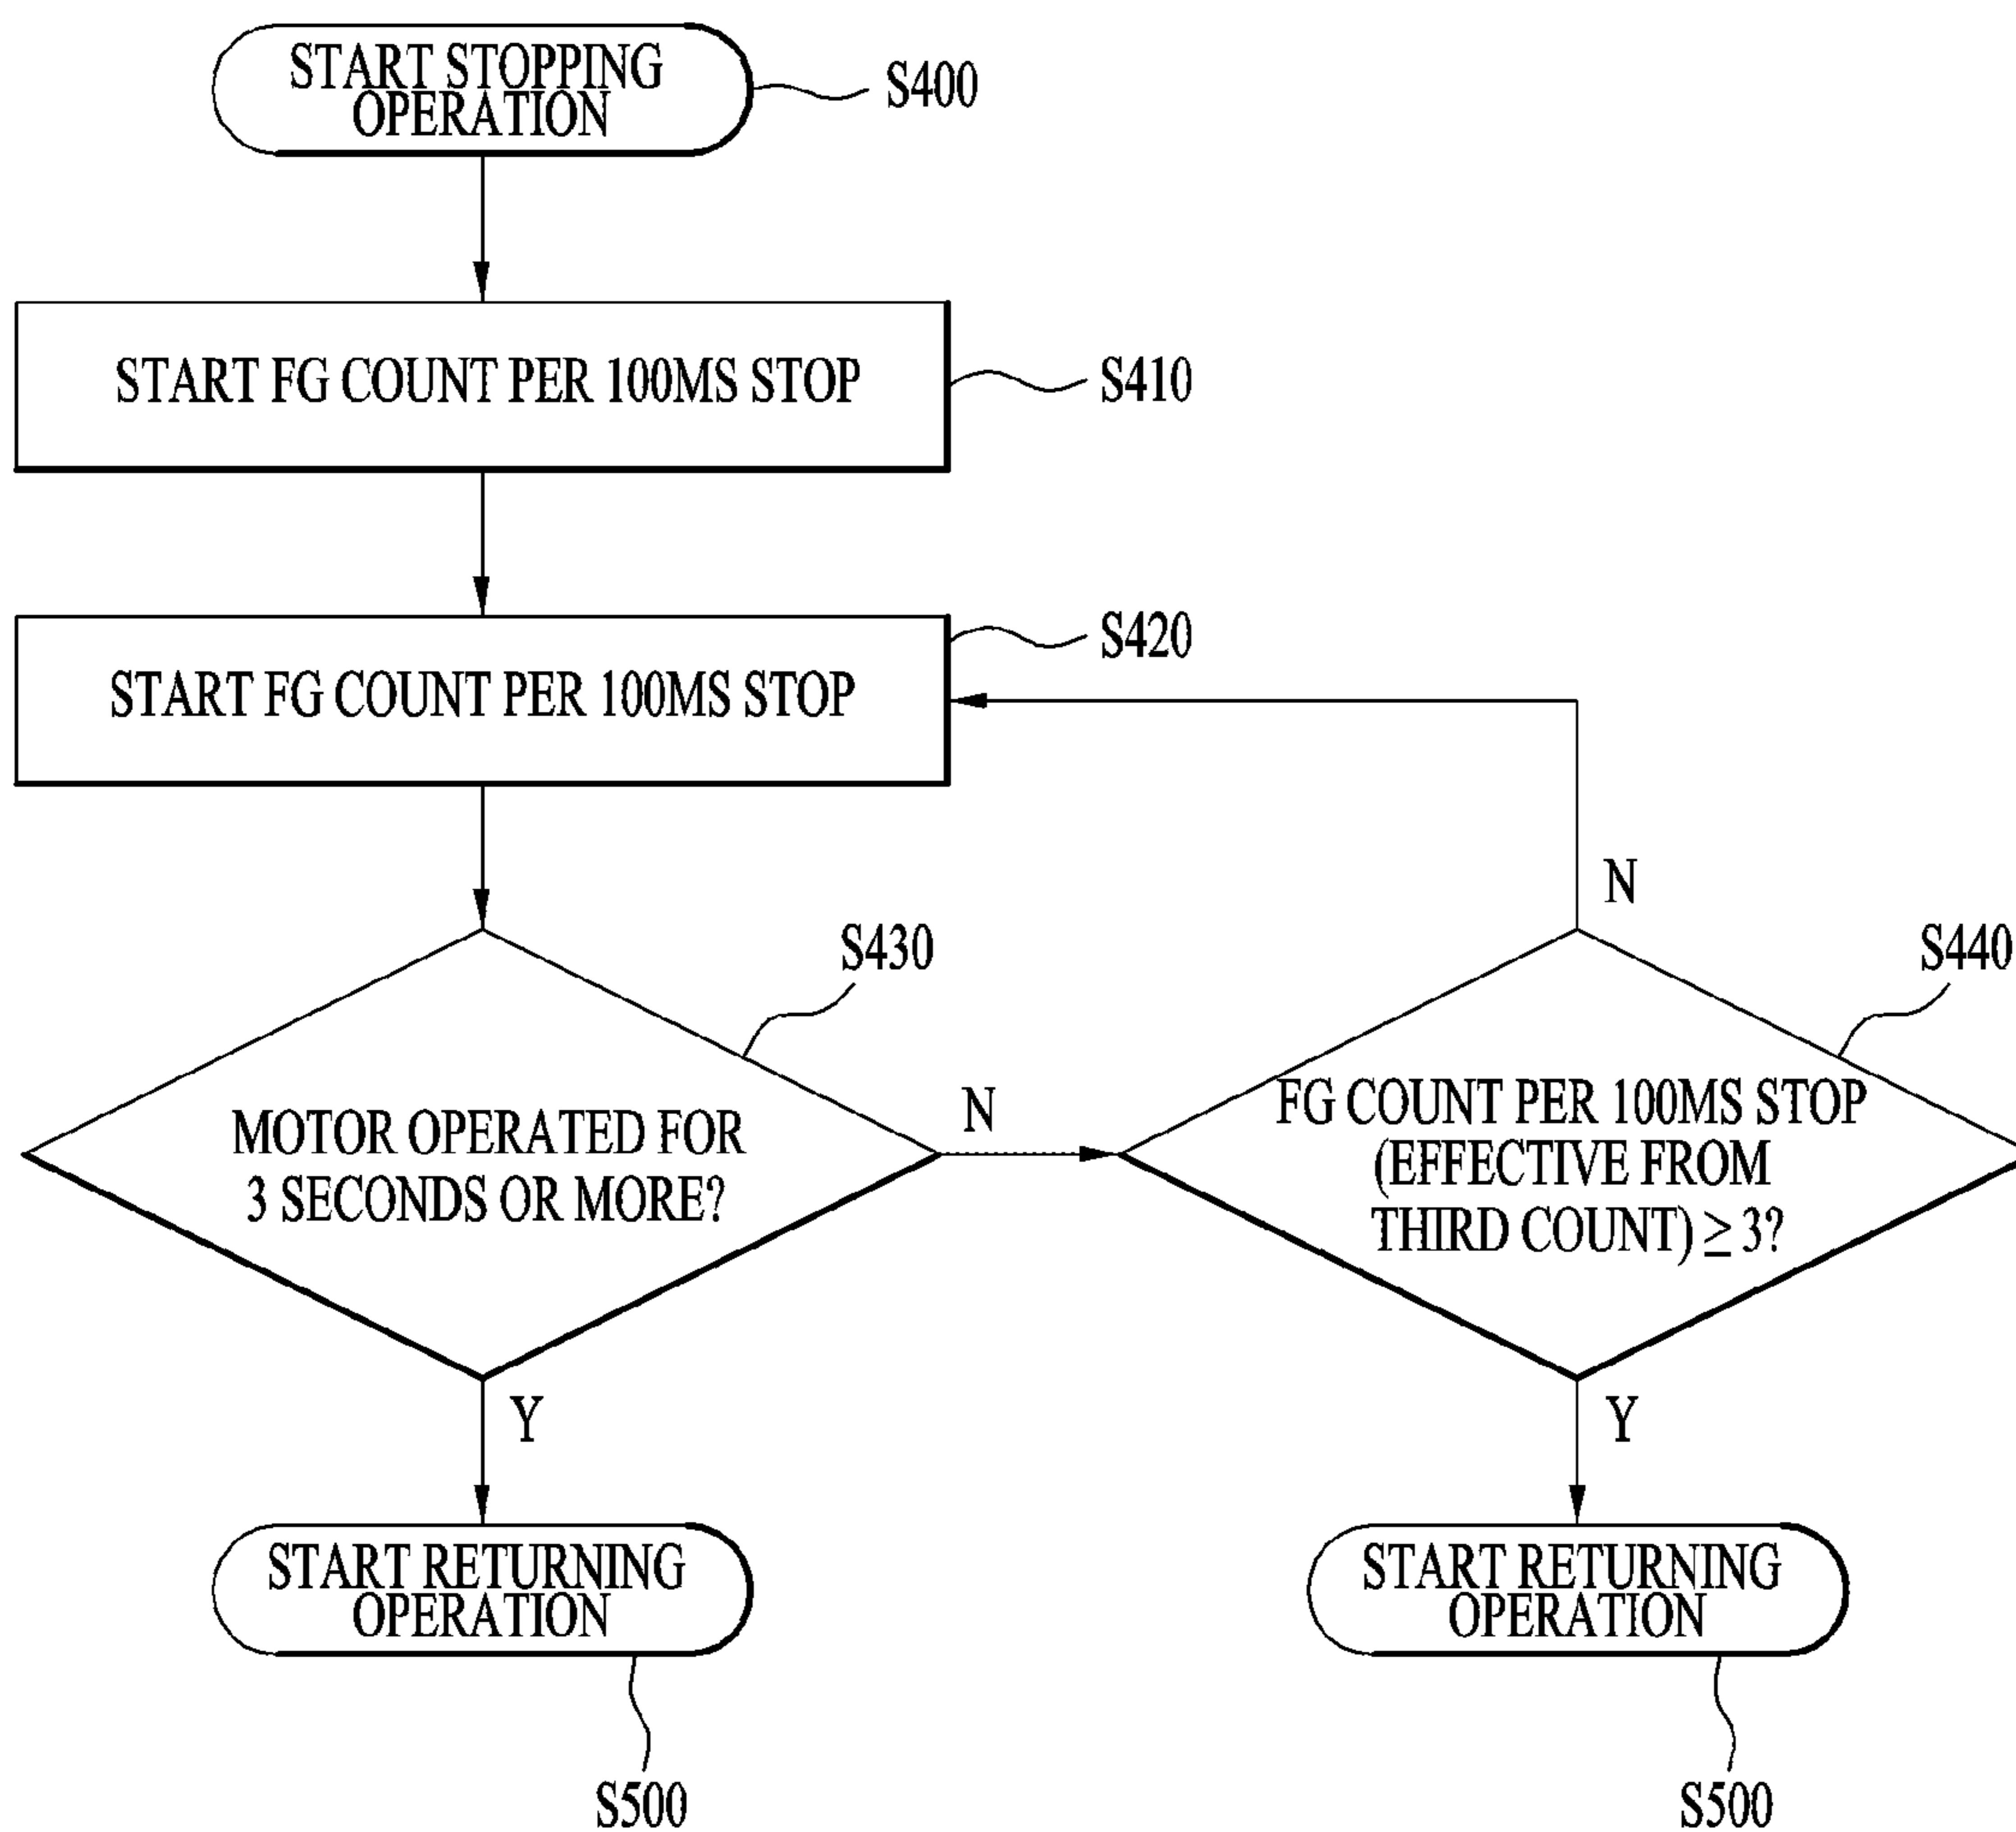 START STOPPING
OPERATION
S400
START FG COUNT PER 100MS STOP
S410
START FG COUNT PER 100MS STOP
S420
MOTOR OPERATED FOR
3 SECONDS OR MORE?
S430
N
Y
FG COUNT PER 100MS STOP
(EFFECTIVE FROM
THIRD COUNT) ≥ 3?
S440
N
Y
START RETURNING
OPERATION
S500
START RETURNING
OPERATION
S500